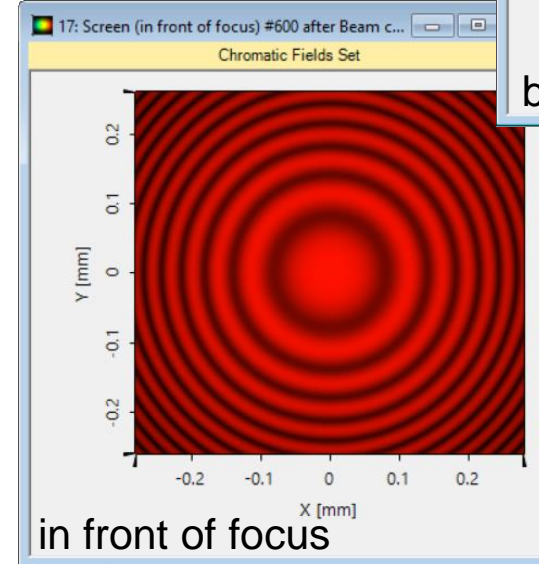 17: Screen (in front of focus) #600 after Beam c...
Chromatic Fields Set
b
0.2
0.1
0
-0.1
-0.2
Y [mm]
-0.2 -0.1 0 0.1 0.2
X [mm]
in front of focus